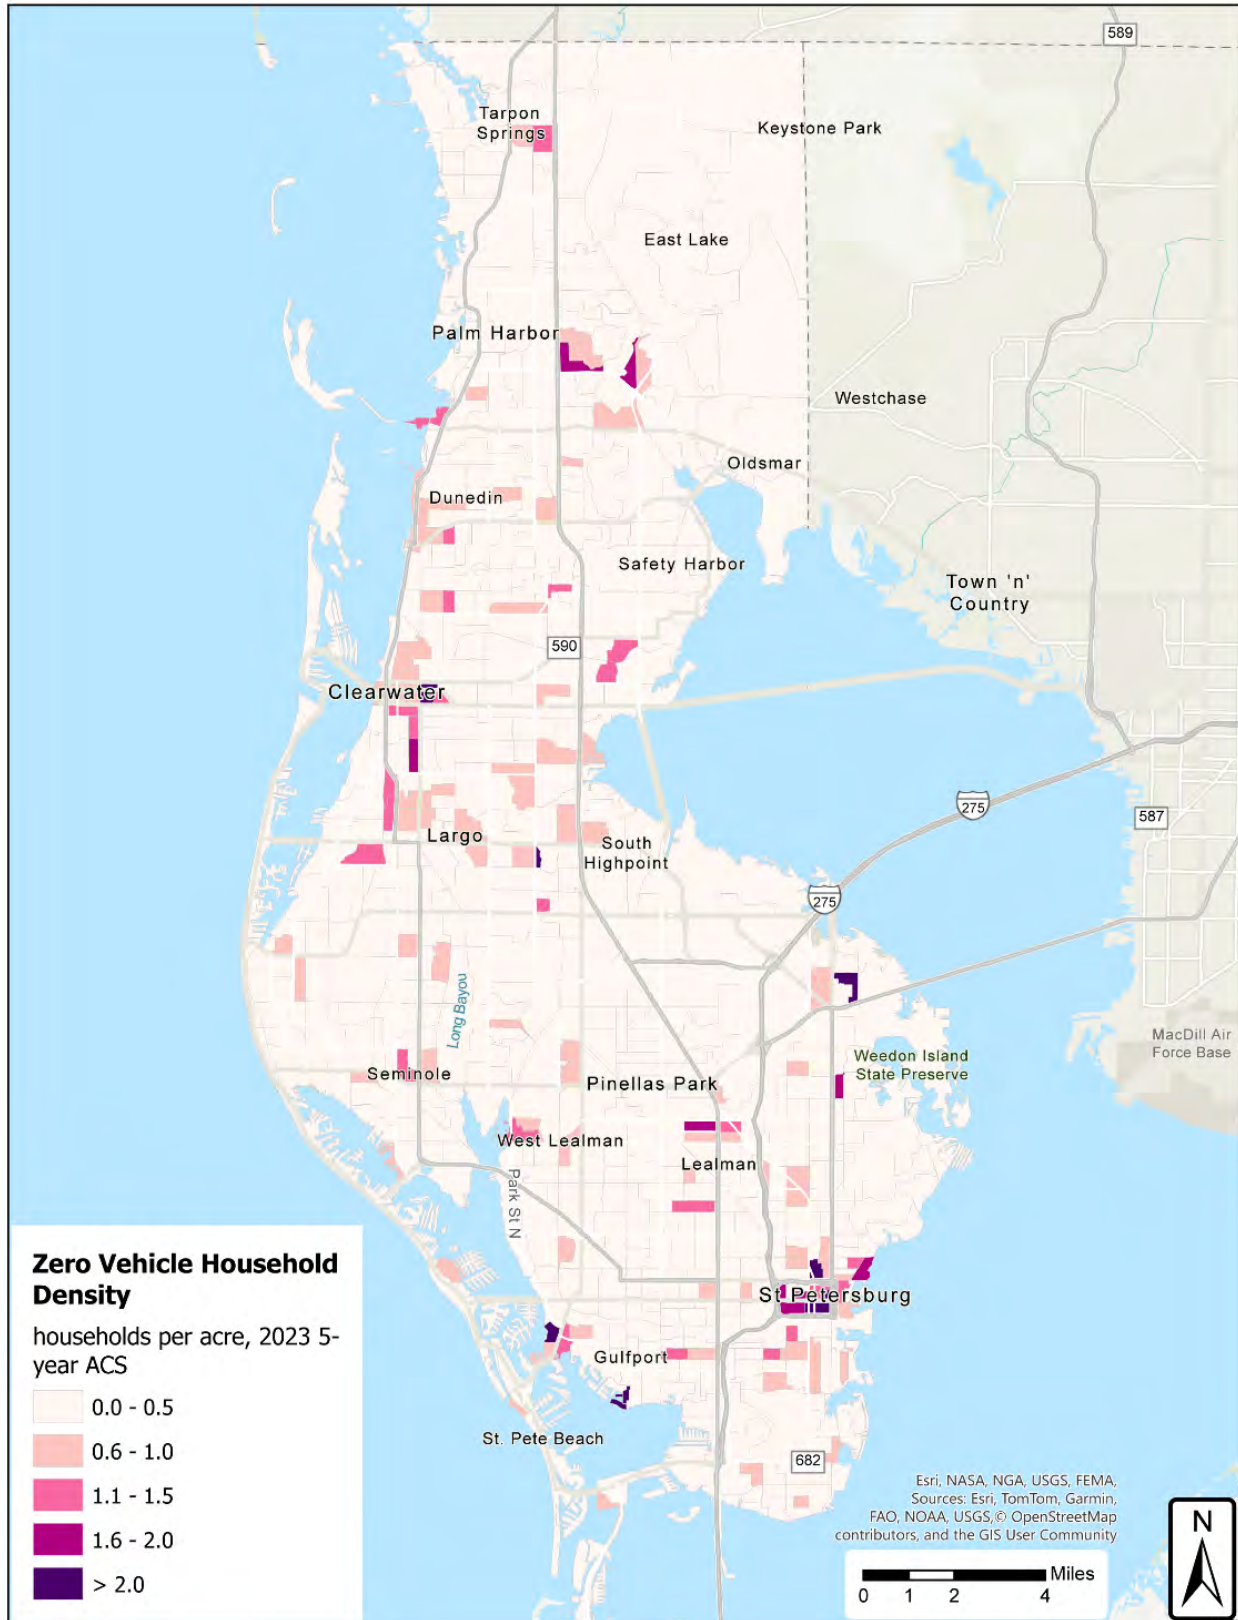 589
Tarpon
Springs
Keystone Park
East Lake
Palm Harbor
Westchase
Oldsmar
Dunedin
Safety Harbor
Town 'n'
Country
590
Clearwater
275
587
Largo
South
Highpoint
275
Long Bayou
MacDill Air
Force Base
Weedon Island
State Preserve
Seminole
Pinellas Park
West Lealman
Lealman
Park St N
St Petersburg
Gulfport
St. Pete Beach
682
Zero Vehicle Household
Density
households per acre, 2023 5-
year ACS
0.0 - 0.5
0.6 - 1.0
1.1 - 1.5
1.6 - 2.0
> 2.0
Esri, NASA, NGA, USGS, FEMA,
Sources: Esri, TomTom, Garmin,
FAO, NOAA, USGS,© OpenStreetMap
contributors, and the GIS User Community
Miles
0 1 2 4
N